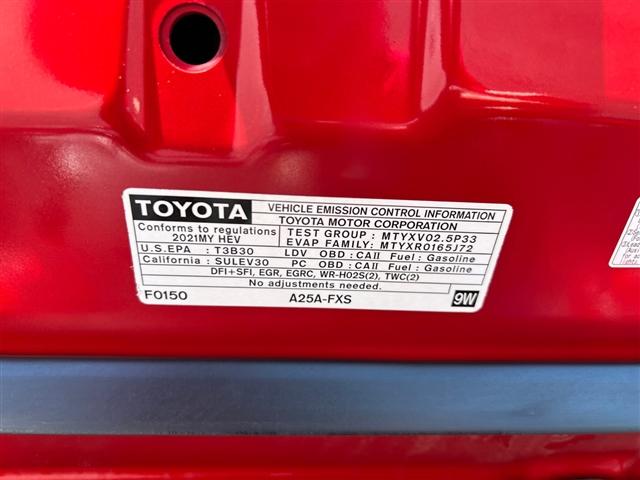 TOYOTA VEHICLE EMISSION CONTROL INFORMATION
TOYOTA MOTOR CORPORATION
Conforms to regulations
2021MY HEV
TEST GROUP : MTYXV02.5P33
EVAP FAMILY: MTYXR0165J72
U.S.EPA : T3B30 LDV OBD : CAII Fuel : Gasoline
California : SULEV30 PC OBD : CAII Fuel : Gasoline
DFI+SFI, EGR, EGRC, WR-HO2S(2), TWC(2)
No adjustments needed.
F0150 A25A-FXS 9W